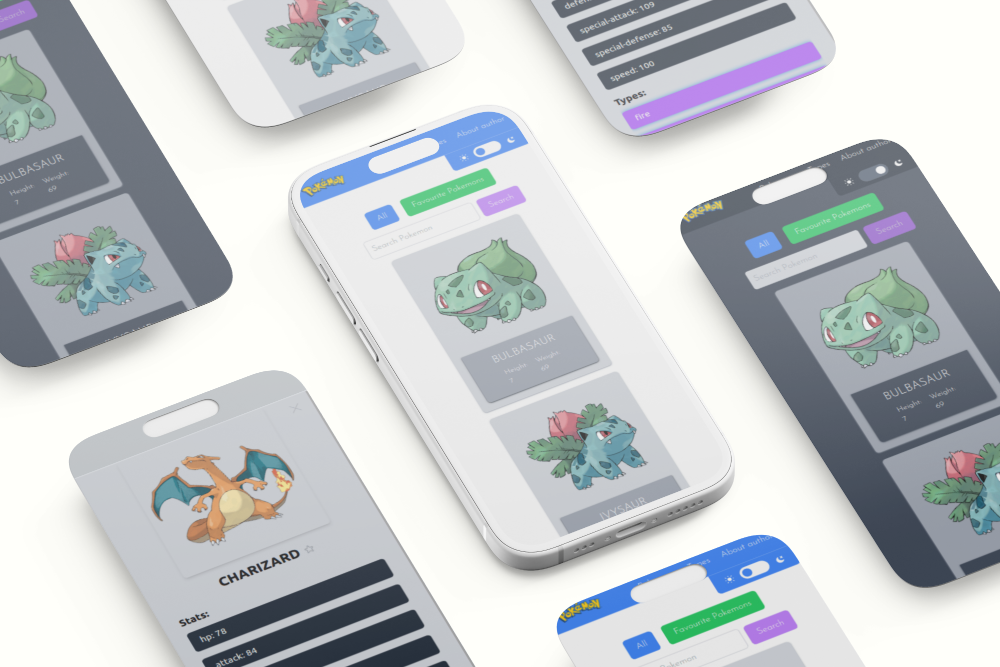 Search
BULBASAUR
Height Weight
7 69
special-attack: 109
special-defense: 85
speed: 100
Types:
fire
Pokémon
About author
All
Favourite Pokemons
Search Pokemon
Search
BULBASAUR
Height Weight
7 69
IVYSAUR
Pokémon
About author
All
Favourite Pokemons
Search Pokemon
Search
BULBASAUR
Height Weight
7 69
CHARIZARD
Stats:
hp: 78
attack: 84
Pokémon
Types
About author
All
Favourite Pokemons
Pokemon
Search